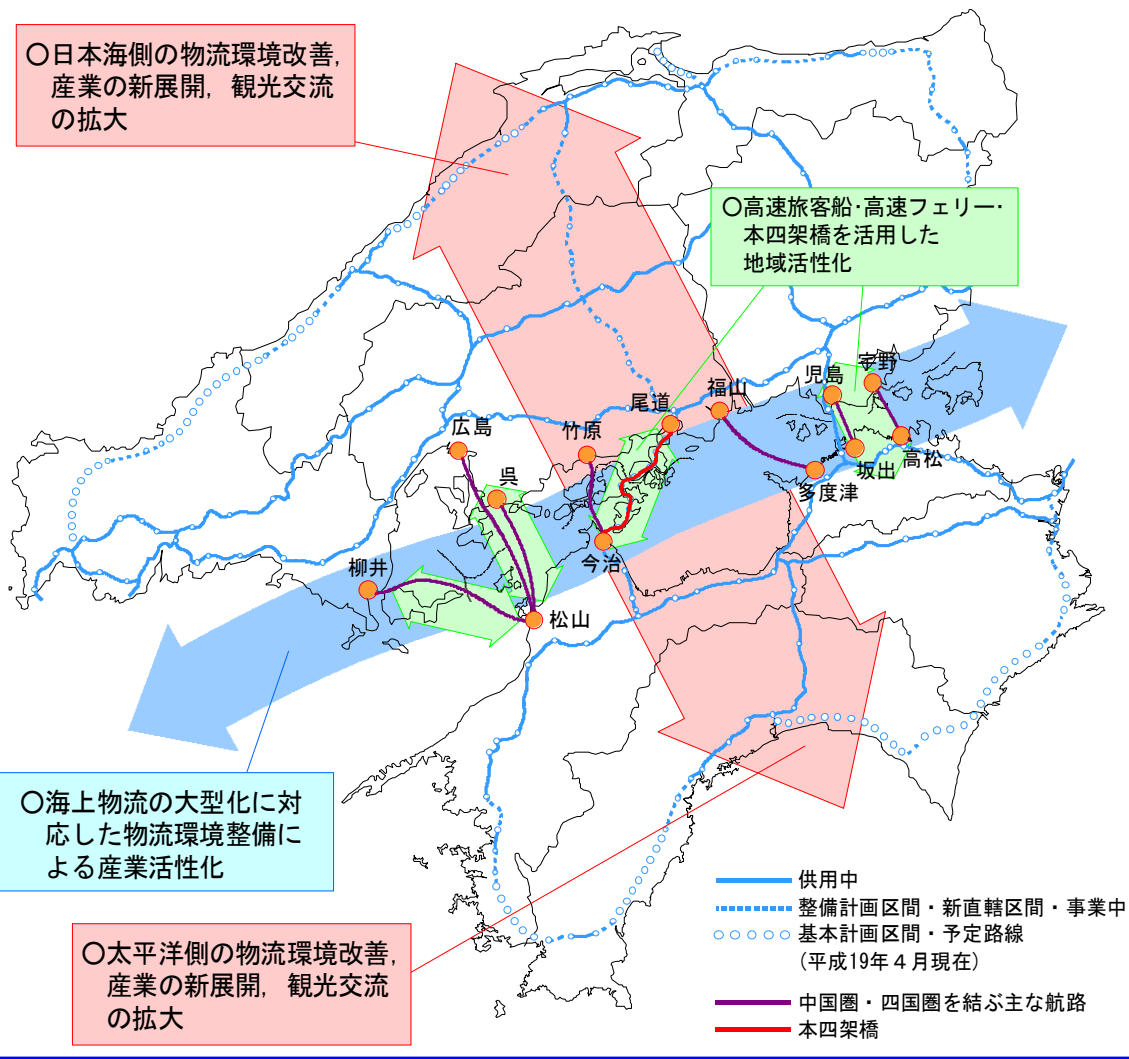 〇日本海側の物流環境改善,
産業の新展開, 観光交流
の拡大
〇高速旅客船・高速フェリー・
本四架橋を活用した
地域活性化
宇野
児島
福山
尾道
広島
竹原
高松
坂出
呉
多度津
今治
柳井
松山
〇海上物流の大型化に対
応した物流環境整備に
よる産業活性化
〇太平洋側の物流環境改善,
産業の新展開, 観光交流
の拡大
供用中
整備計画区間・新直轄区間・事業中
基本計画区間・予定路線
(平成19年4月現在)
中国圏・四国圏を結ぶ主な航路
本四架橋